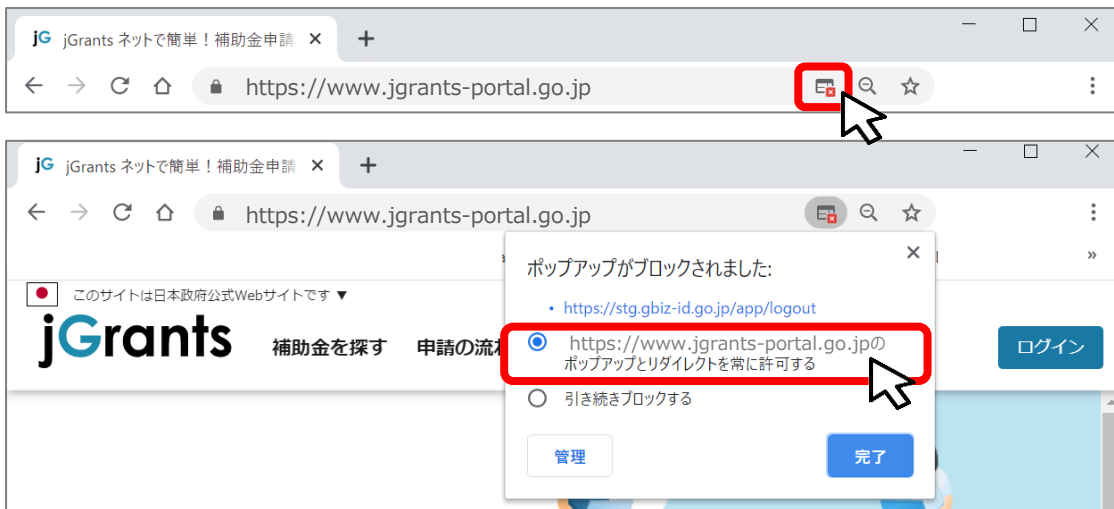 jG jGrants ネットで簡単！補助金申請
https://www.jgrants-portal.go.jp
jG jGrants ネットで簡単！補助金申請
https://www.jgrants-portal.go.jp
ポップアップがブロックされました:
• https://stg.gbiz-id.go.jp/app/logout
このサイトは日本政府公式Webサイトです ▼
jGrants
補助金を探す 申請の流
https://www.jgrants-portal.go.jpの
ポップアップとリダイレクトを常に許可する
ログイン
引き続きブロックする
管理 完了